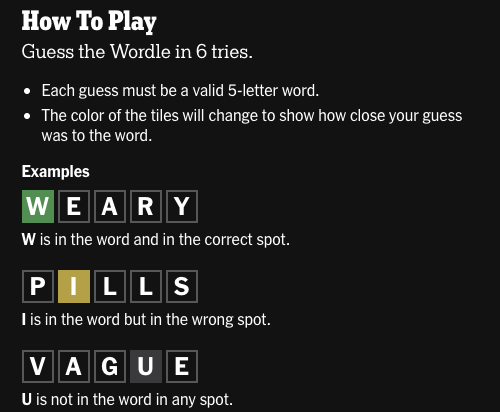 How To Play
Guess the Wordle in 6 tries.
• Each guess must be a valid 5-letter word.
• The color of the tiles will change to show how close your guess
was to the word.
Examples
W E A R Y
W is in the word and in the correct spot.
P I L L S
I is in the word but in the wrong spot.
V A G U E
U is not in the word in any spot.